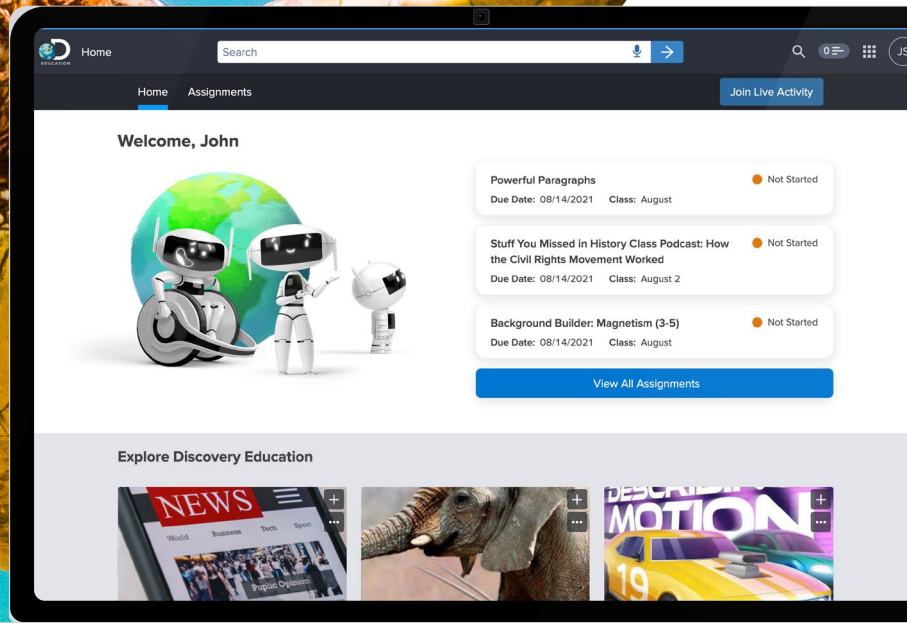 EDUCATION
Home
Search
0
JS
Home Assignments
Join Live Activity
Welcome, John
Powerful Paragraphs
Not Started
Due Date: 08/14/2021 Class: August
Stuff You Missed in History Class Podcast: How
the Civil Rights Movement Worked
Not Started
Due Date: 08/14/2021 Class: August 2
Background Builder: Magnetism (3-5)
Not Started
Due Date: 08/14/2021 Class: August
View All Assignments
Explore Discovery Education
NEWS
World Business Tech Sport
Public Opinion
DESCRIBING
MOTION
19